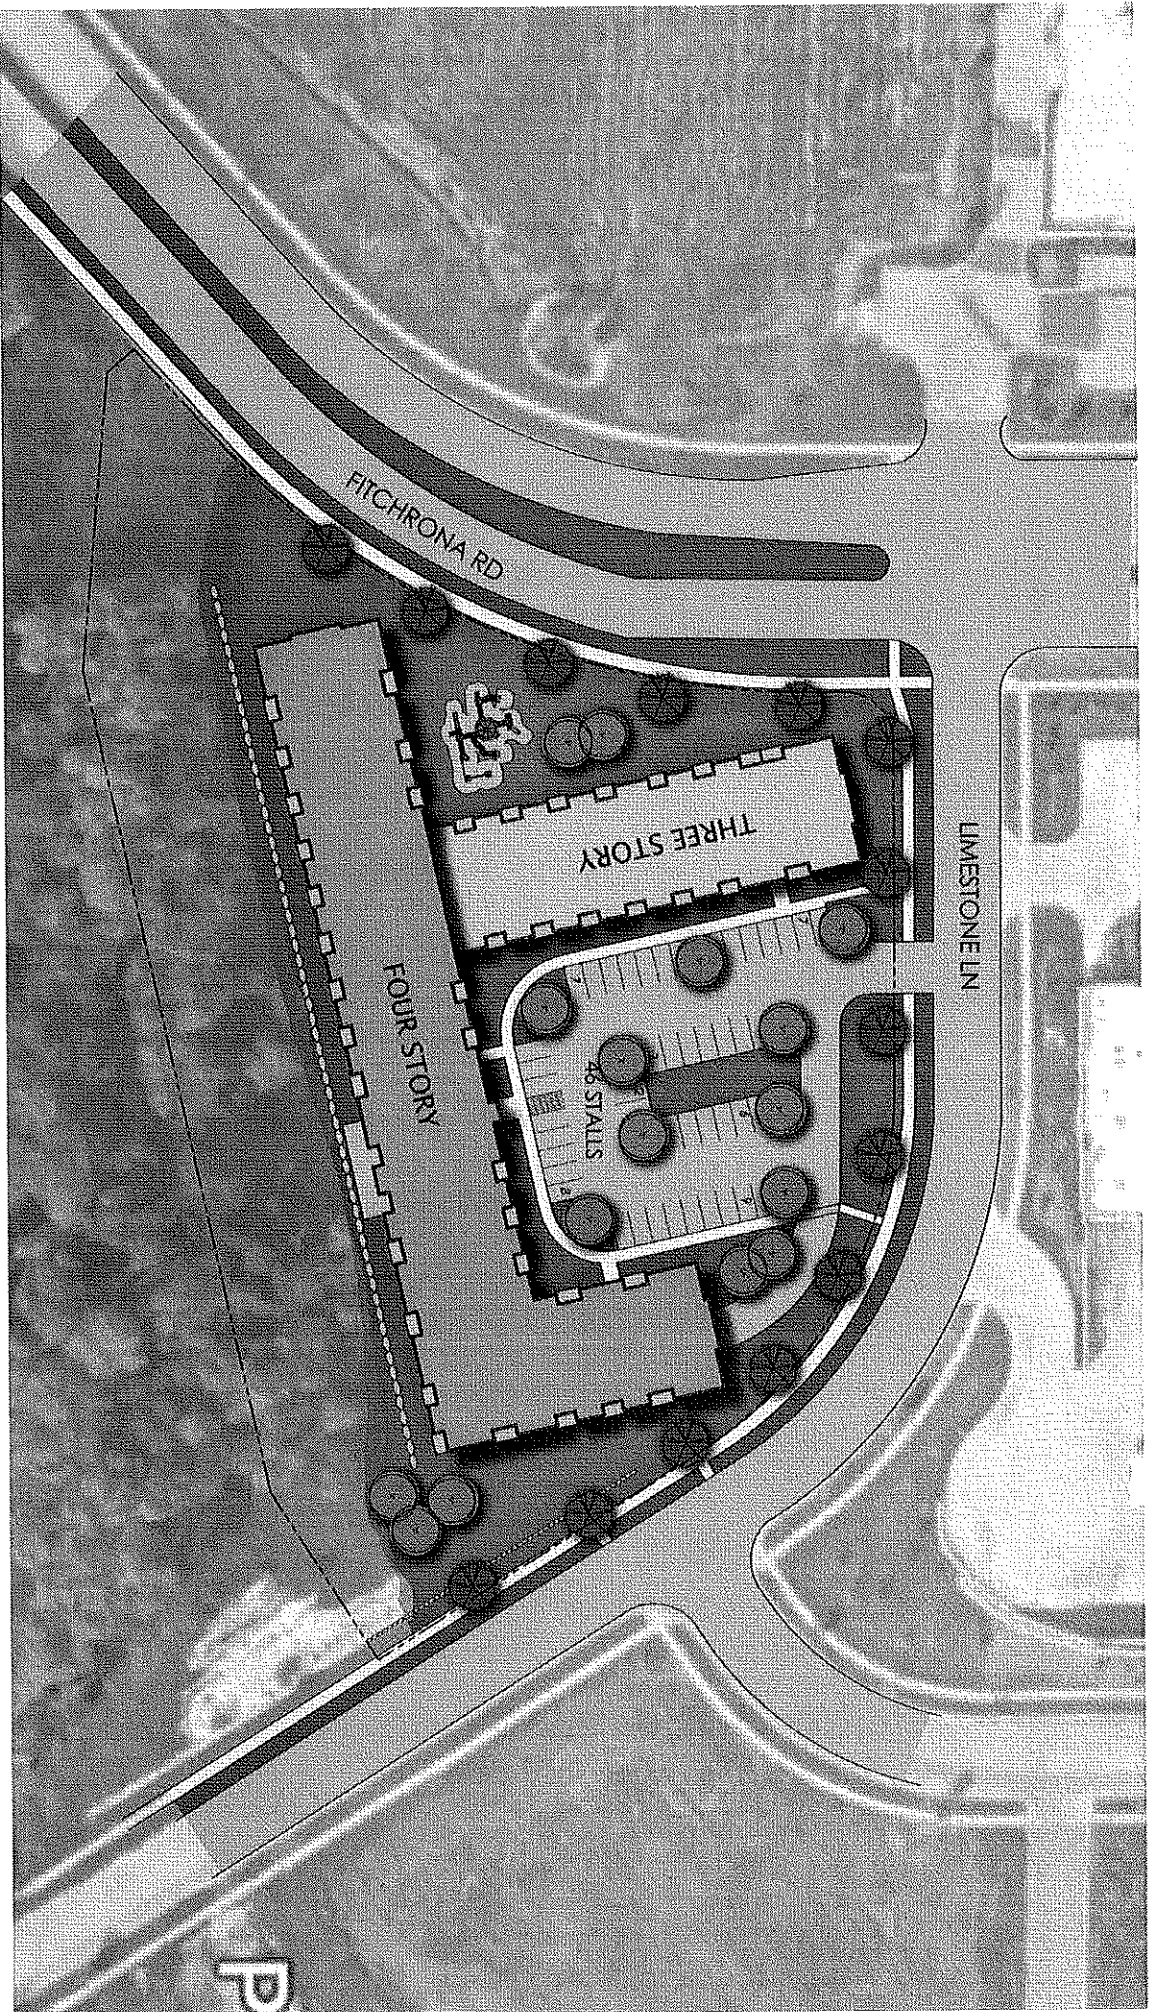 LIMESTONE LN
FITCHRONA RD
THREE STORY
46 STALLS
FOUR STORY
P